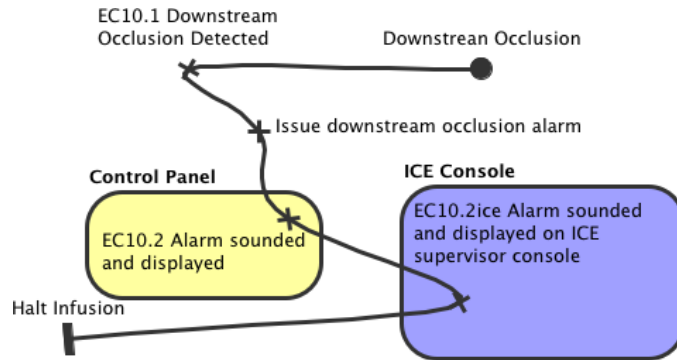 EC10.1 Downstream
Occlusion Detected
Downstrean Occlusion
Issue downstream occlusion alarm
Control Panel
ICE Console
EC10.2 Alarm sounded
and displayed
EC10.2ice Alarm sounded
and displayed on ICE
supervisor console
Halt Infusion